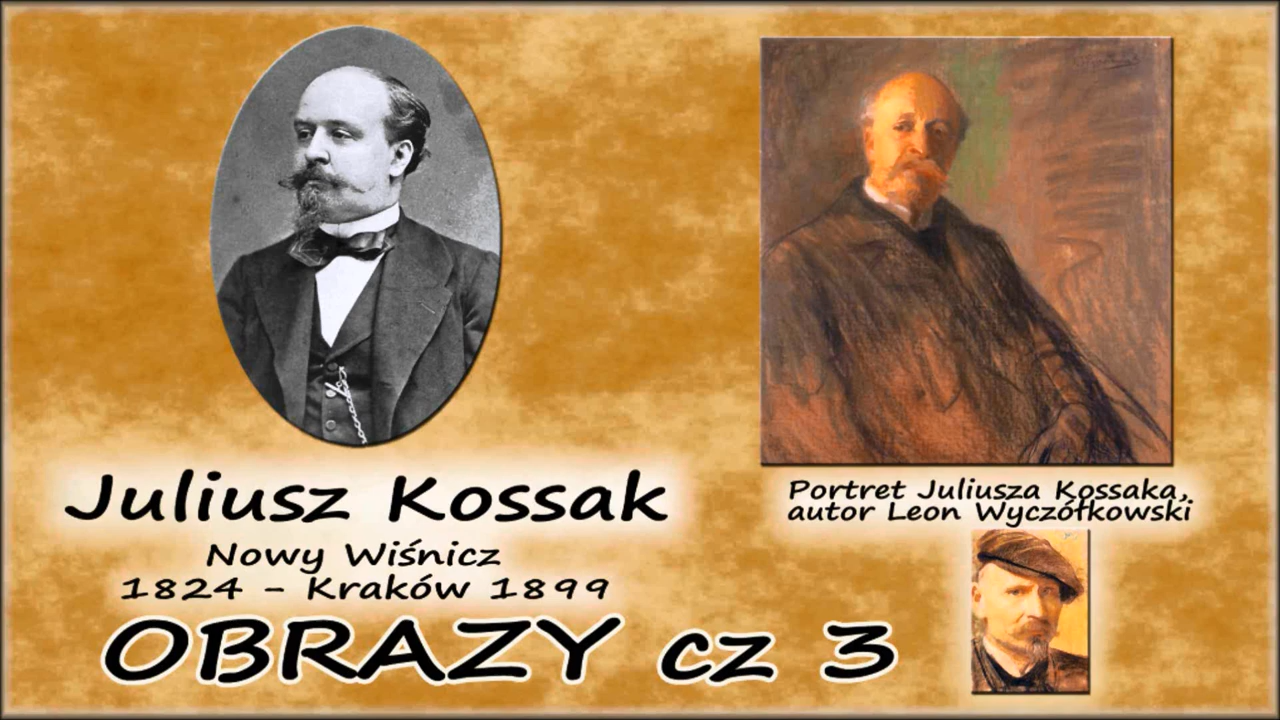 Juliusz Kossak
Nowy Wiśnicz
1824 - Kraków 1899
OBRAZY cz 3
Portret Juliusza Kossaka,
autor Leon Wyczółkowski